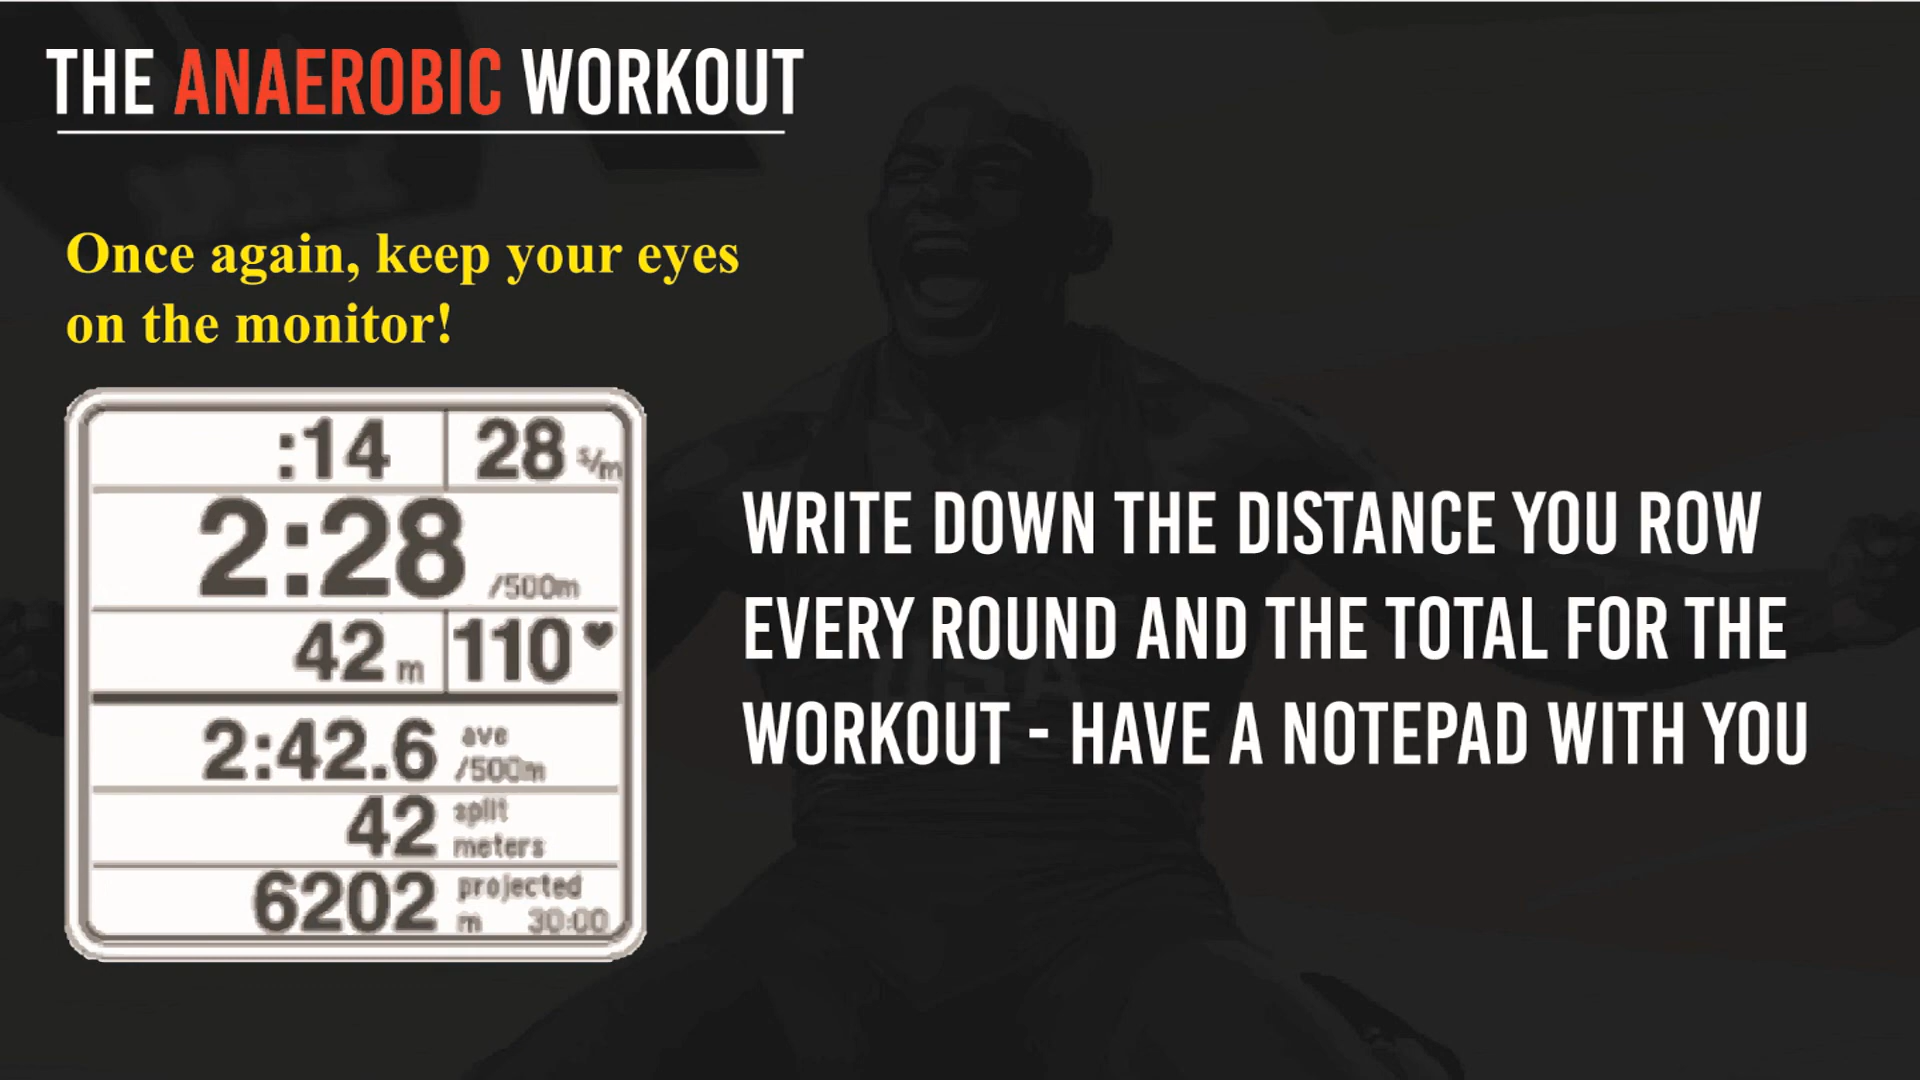 THE ANAEROBIC WORKOUT
Once again, keep your eyes
on the monitor!
:14 28 s/m
2:28 /500m
42 m 110
2:42.6 ave /500m
42 split meters
6202 projected m 30:00
WRITE DOWN THE DISTANCE YOU ROW
EVERY ROUND AND THE TOTAL FOR THE
WORKOUT - HAVE A NOTEPAD WITH YOU
USA